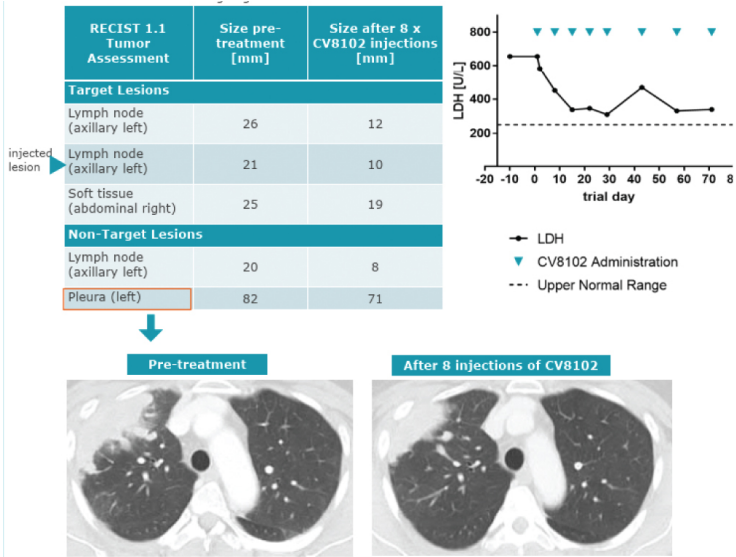 RECIST 1.1
Tumor
Assessment
Size pre-
treatment
[mm]
Size after 8 x
CV8102 injections
[mm]
Target Lesions
Lymph node
(axillary left)
26
12
injected
lesion
Lymph node
(axillary left)
21
10
Soft tissue
(abdominal right)
25
19
Non-Target Lesions
Lymph node
(axillary left)
20
8
Pleura (left)
82
71
LDH [U/L]
800
600
400
200
-20 -10 0 10 20 30 40 50 60 70 8
trial day
LDH
CV8102 Administration
Upper Normal Range
Pre-treatment
After 8 injections of CV8102